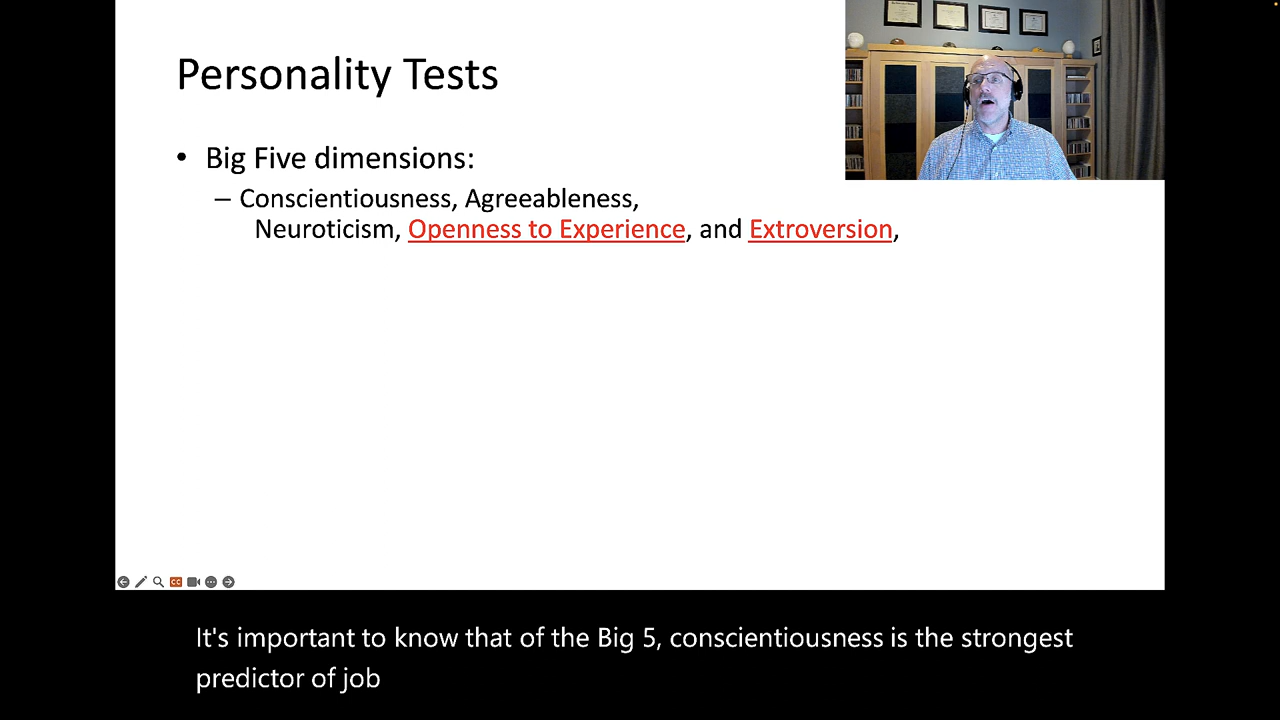 Personality Tests
• Big Five dimensions:
– Conscientiousness, Agreeableness,
Neuroticism, Openness to Experience, and Extroversion,
CC
It's important to know that of the Big 5, conscientiousness is the strongest
predictor of job